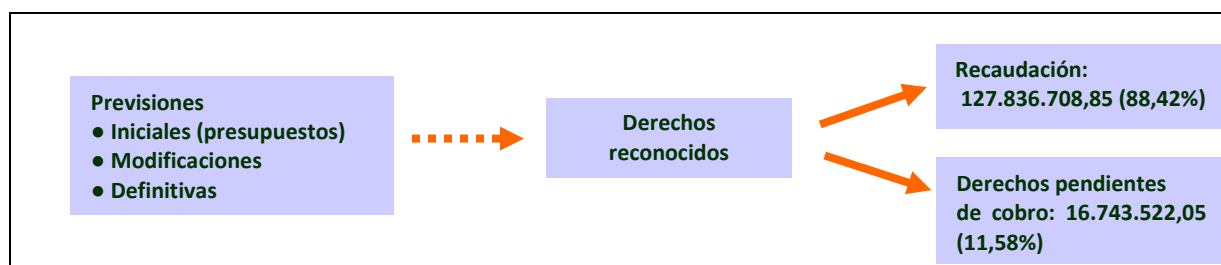 Previsiones
● Iniciales (presupuestos)
● Modificaciones
● Definitivas
Derechos
reconocidos
Recaudación:
127.836.708,85 (88,42%)
Derechos pendientes
de cobro: 16.743.522,05
(11,58%)